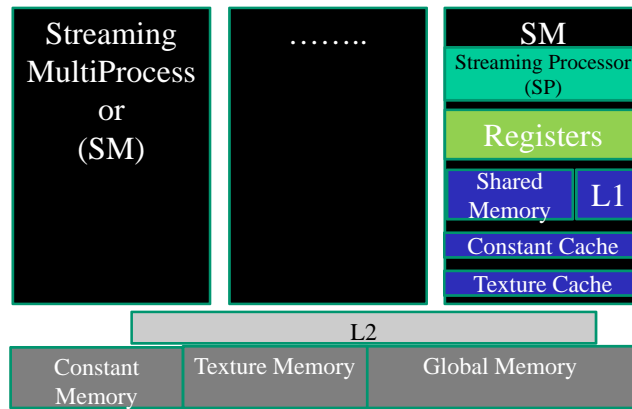 Streaming
MultiProcess
or
(SM)
........
SM
Streaming Processor
(SP)
Registers
Shared
Memory
L1
Constant Cache
Texture Cache
L2
Constant
Memory
Texture Memory
Global Memory